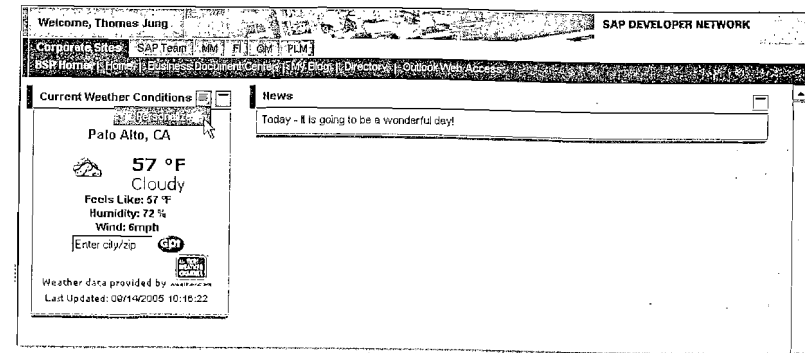 Welcome, Thomas Jung
SAP DEVELOPER NETWORK
Corporate Sites SAP Team MM FI QM PLM
BSP Home | Home | Business Document Center | My Blog | Directory | Outlook Web Access
Current Weather Conditions
News
Today - It is going to be a wonderful day!
Palo Alto, CA
57 °F
Cloudy
Feels Like: 57 °F
Humidity: 72 %
Wind: 6mph
Enter city/zip GO
Weather data provided by
Last Updated: 09/14/2005 10:16:22